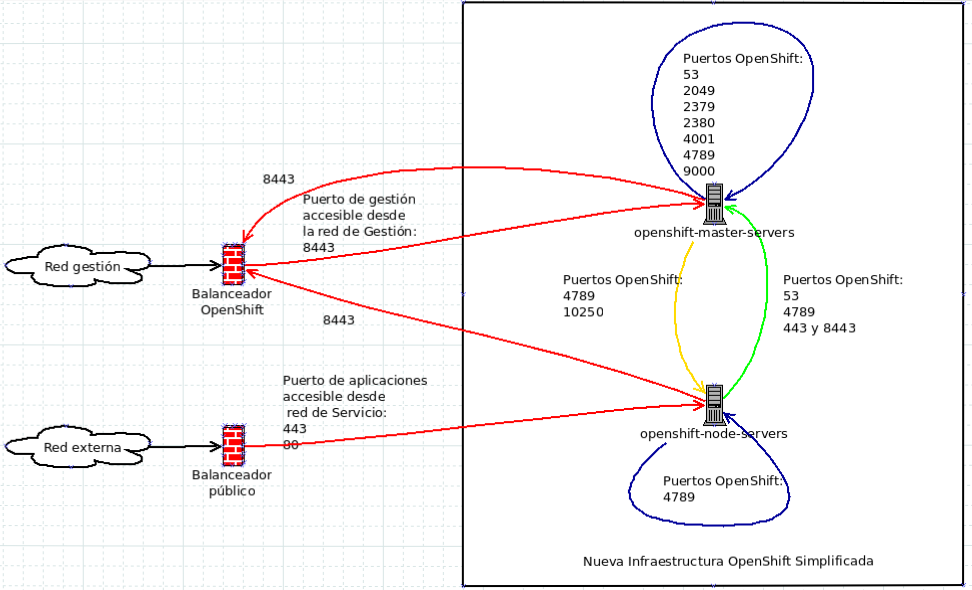 Puertos OpenShift:
53
2049
2379
2380
4001
4789
9000
openshift-master-servers
8443
Puerto de gestión
accesible desde
la red de Gestión:
8443
Red gestión
Balanceador
OpenShift
8443
Puertos OpenShift:
4789
10250
Puertos OpenShift:
53
4789
443 y 8443
Puerto de aplicaciones
accesible desde
red de Servicio:
443
80
Red externa
Balanceador
público
openshift-node-servers
Puertos OpenShift:
4789
Nueva Infraestructura OpenShift Simplificada